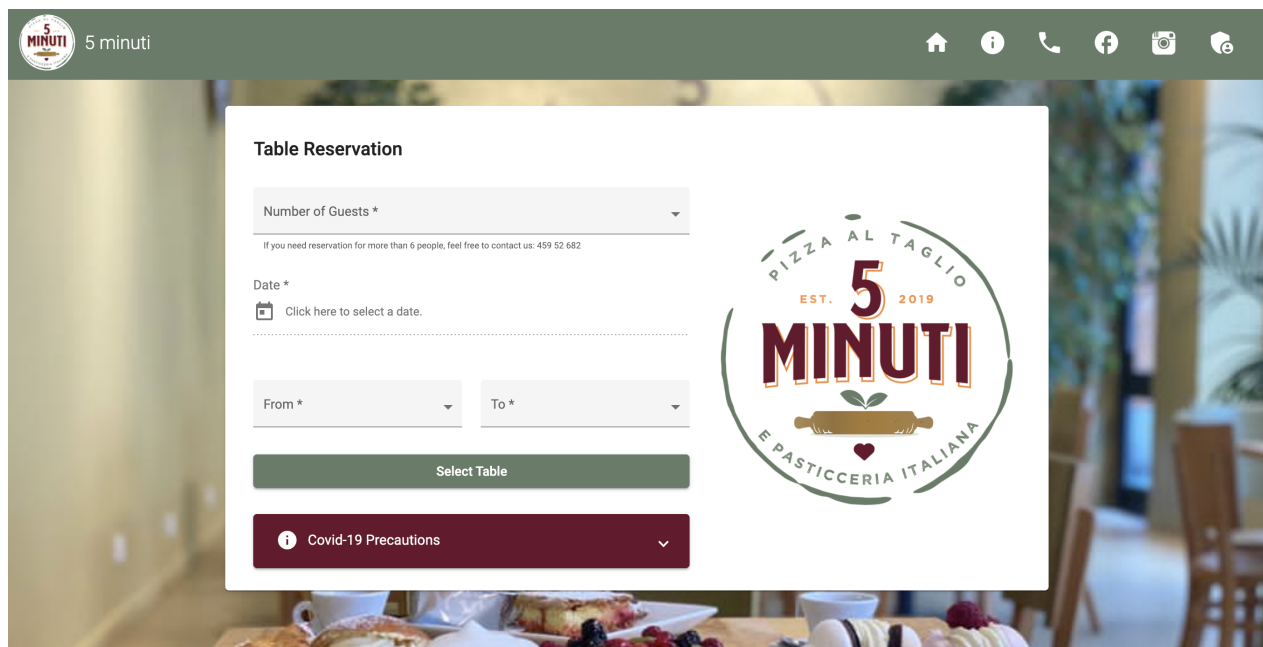 5
MINUTI
5 minuti
Table Reservation
Number of Guests *
If you need reservation for more than 6 people, feel free to contact us: 459 52 682
Date *
Click here to select a date.
From *
To *
Select Table
Covid-19 Precautions
PIZZA AL TAGLIO
EST. 5 2019
MINUTI
E PASTICCERIA ITALIANA